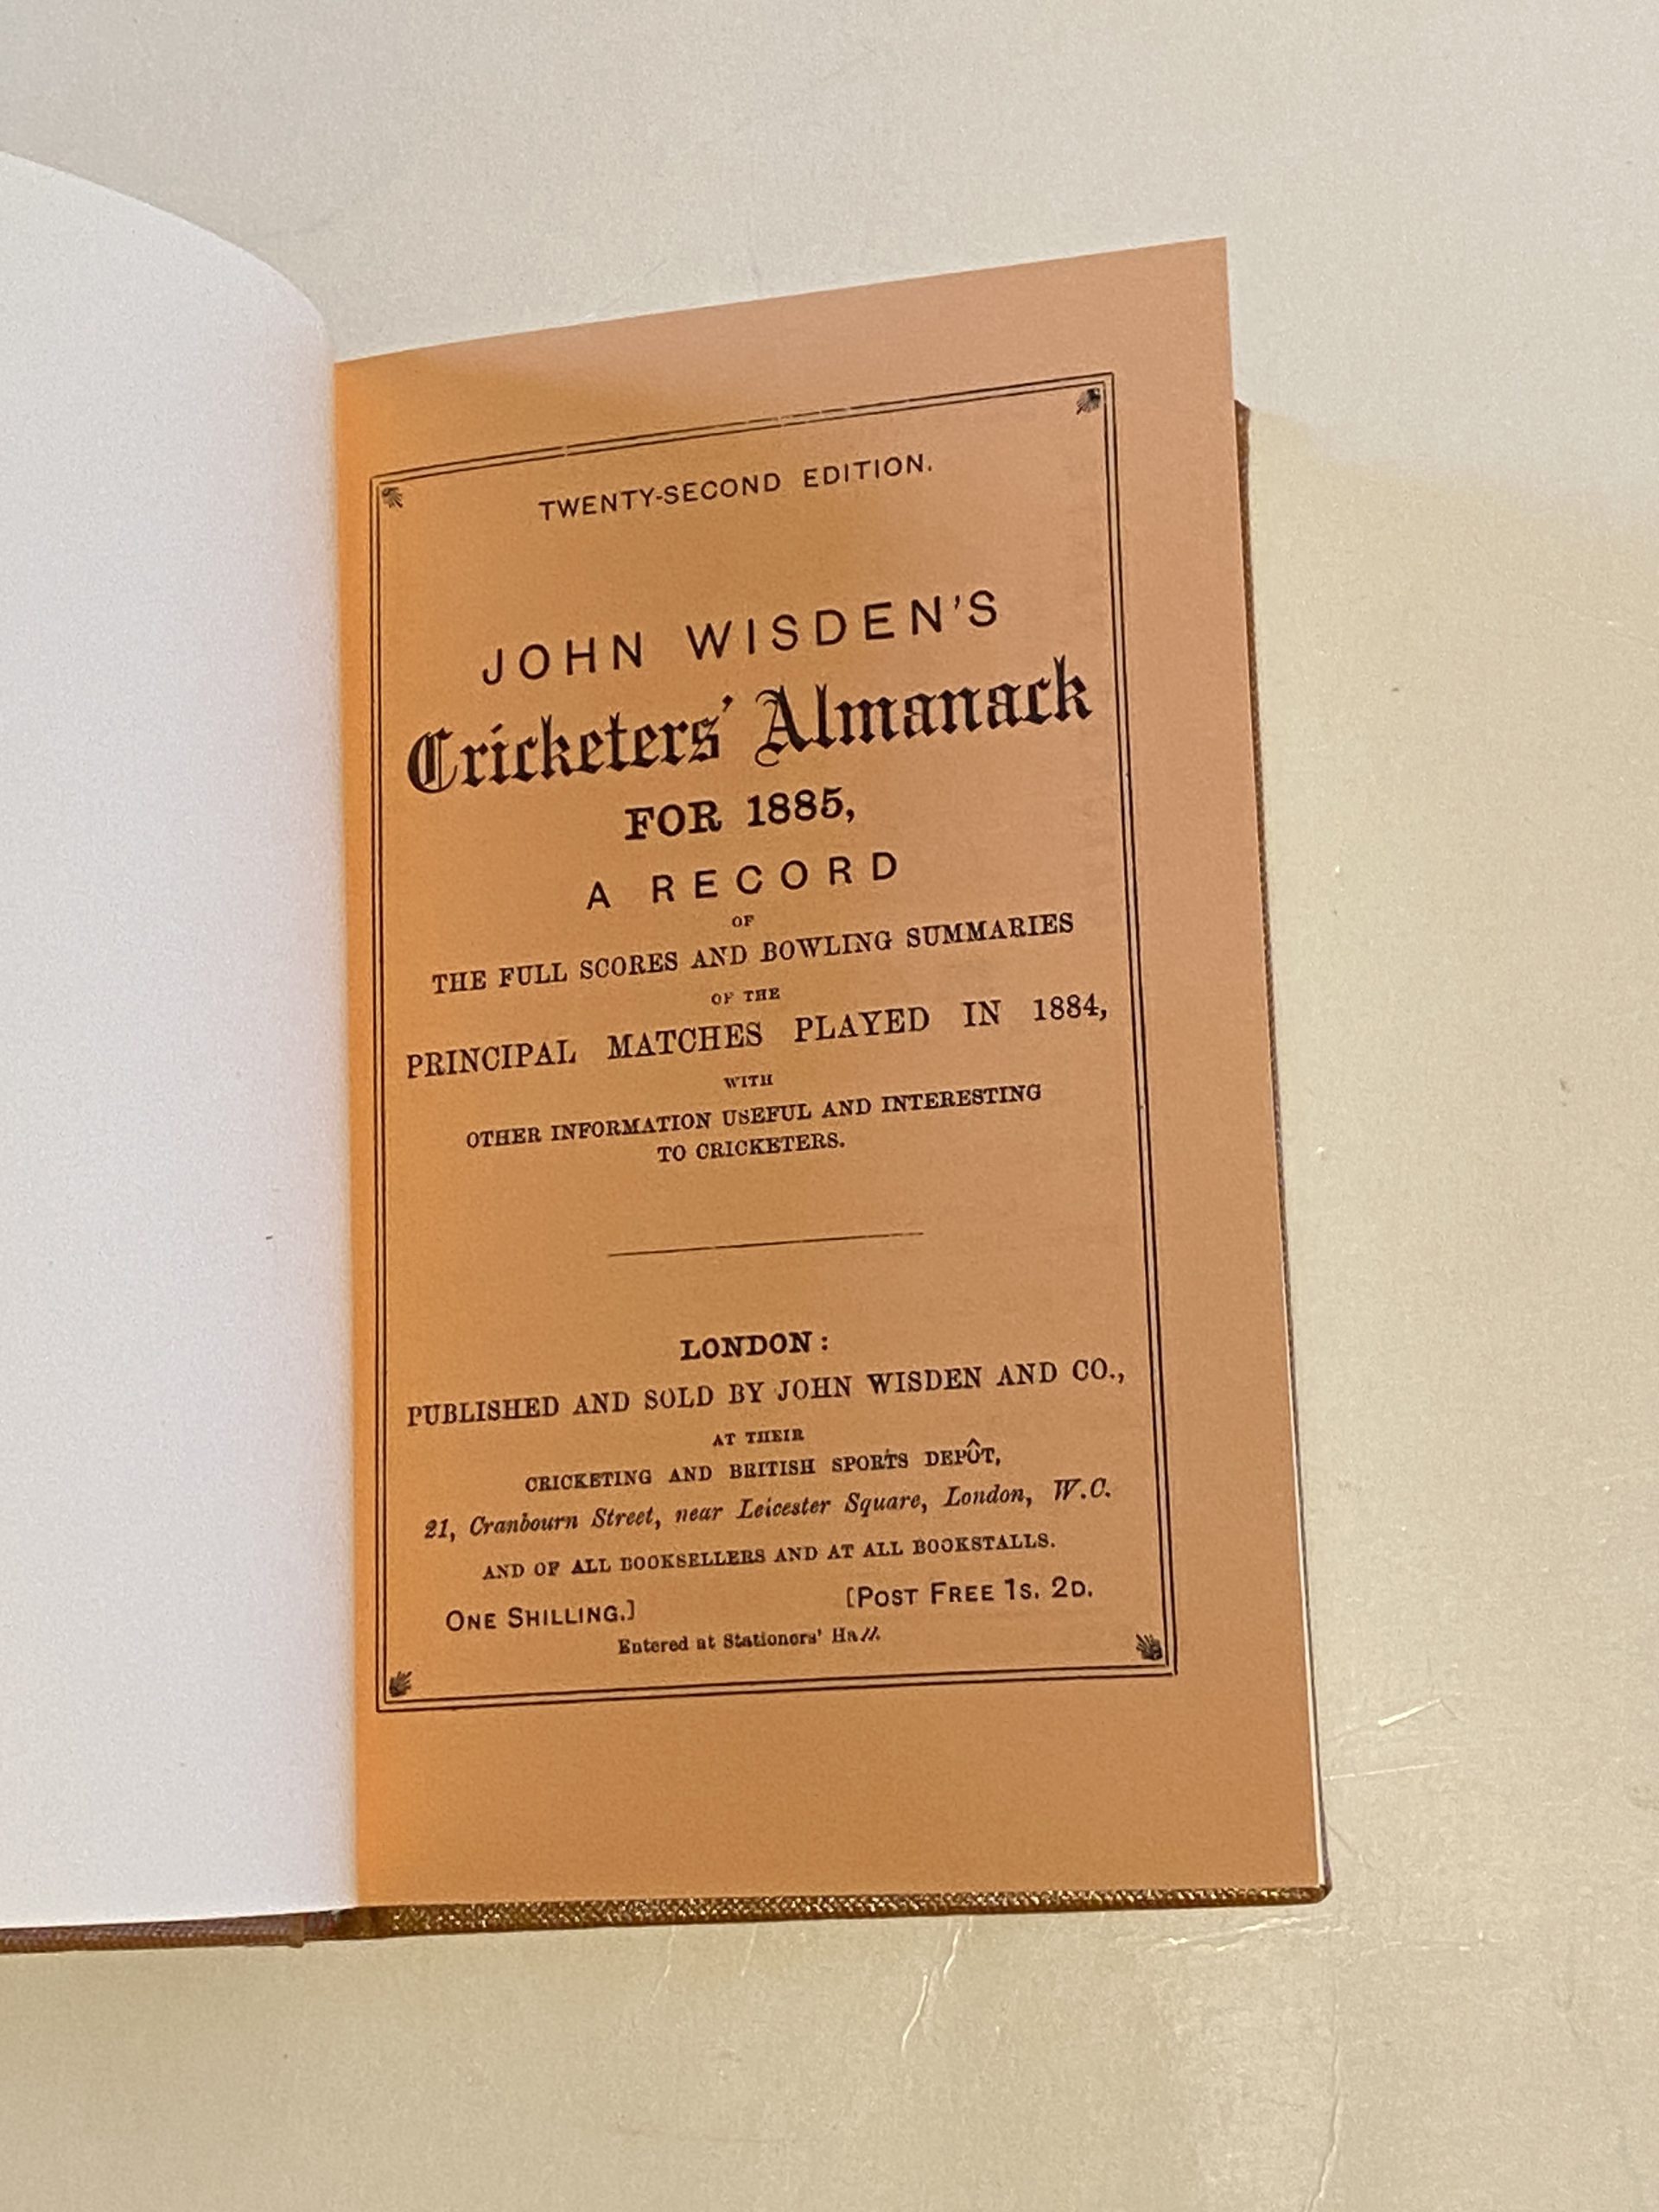 TWENTY-SECOND EDITION.
JOHN WISDEN'S
Cricketers' Almanack
FOR 1885,
A RECORD
OF
THE FULL SCORES AND BOWLING SUMMARIES
OF THE
PRINCIPAL MATCHES PLAYED IN 1884,
WITH
OTHER INFORMATION USEFUL AND INTERESTING
TO CRICKETERS.
LONDON:
PUBLISHED AND SOLD BY JOHN WISDEN AND CO.,
AT THEIR
CRICKETING AND BRITISH SPORTS DEPÔT,
21, Cranbourn Street, near Leicester Square, London, W.C.
AND OF ALL BOOKSELLERS AND AT ALL BOOKSTALLS.
ONE SHILLING.] [POST FREE 1S. 2D.
Entered at Stationers' Hall.